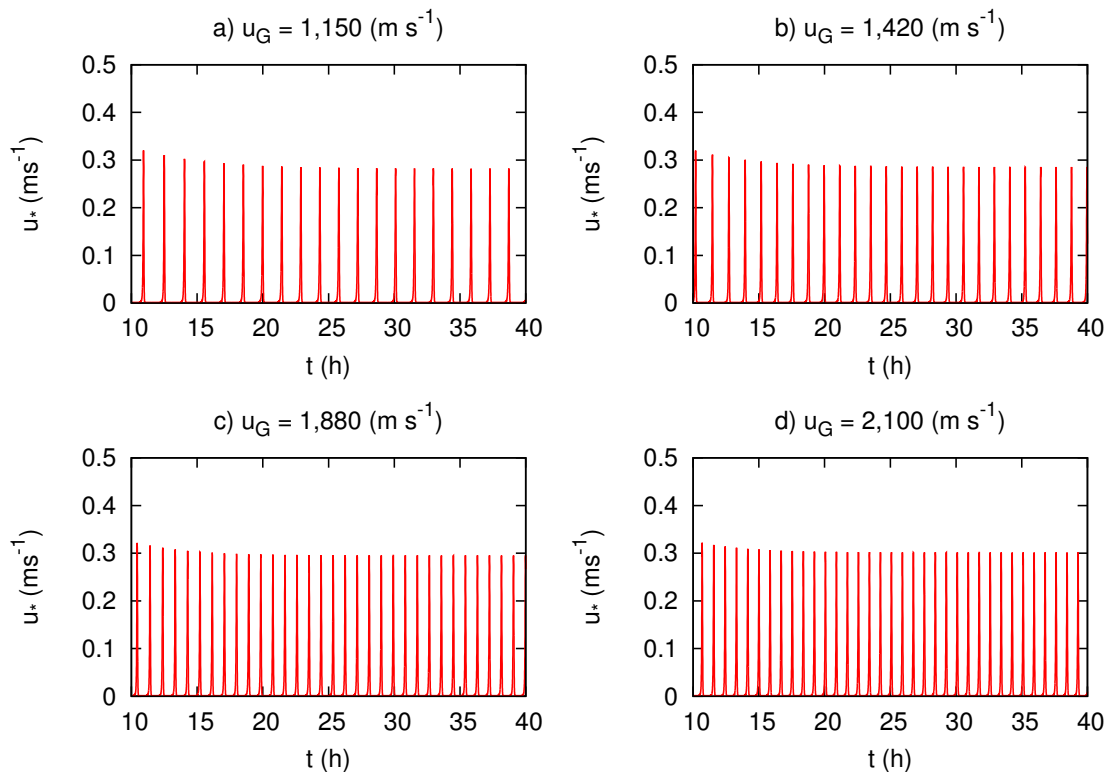 a) u_G = 1,150 (m s^-1)
0.5
0.4
0.3
0.2
0.1
0
u* (ms^-1)
10 15 20 25 30 35 40
t (h)
b) u_G = 1,420 (m s^-1)
0.5
0.4
0.3
0.2
0.1
0
u* (ms^-1)
10 15 20 25 30 35 40
t (h)
c) u_G = 1,880 (m s^-1)
0.5
0.4
0.3
0.2
0.1
0
u* (ms^-1)
10 15 20 25 30 35 40
t (h)
d) u_G = 2,100 (m s^-1)
0.5
0.4
0.3
0.2
0.1
0
u* (ms^-1)
10 15 20 25 30 35 40
t (h)